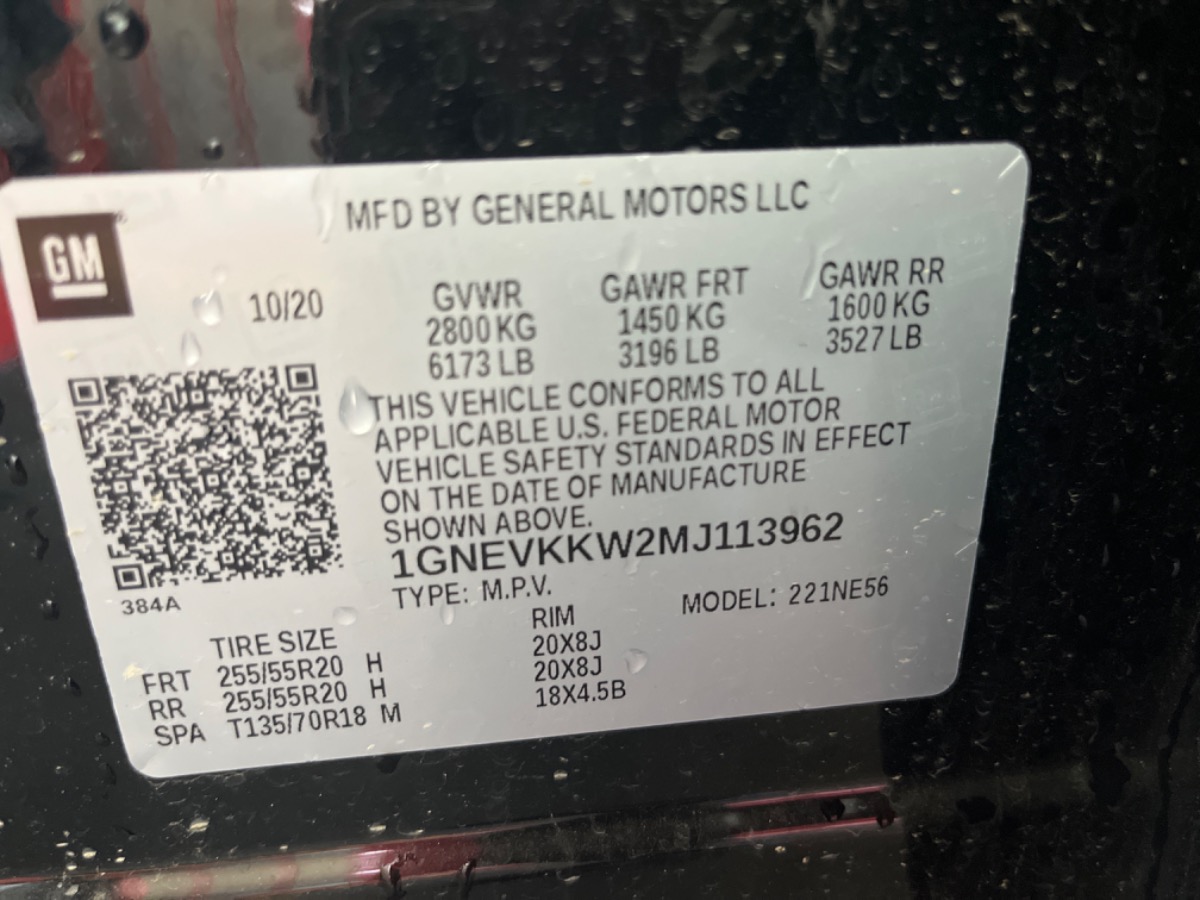 MFD BY GENERAL MOTORS LLC
GM
10/20
GVWR GAWR FRT GAWR RR
2800 KG 1450 KG 1600 KG
6173 LB 3196 LB 3527 LB
THIS VEHICLE CONFORMS TO ALL
APPLICABLE U.S. FEDERAL MOTOR
VEHICLE SAFETY STANDARDS IN EFFECT
ON THE DATE OF MANUFACTURE
SHOWN ABOVE.
1GNEVKKW2MJ113962
384A
TYPE: M.P.V. MODEL: 221NE56
TIRE SIZE RIM
FRT 255/55R20 H 20X8J
RR 255/55R20 H 20X8J
SPA T135/70R18 M 18X4.5B